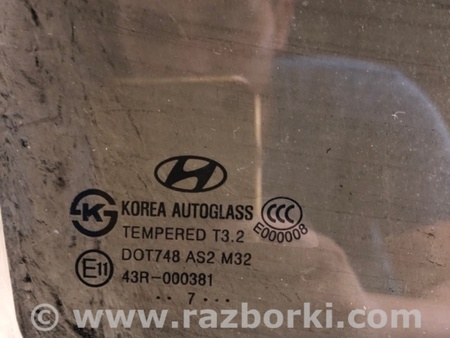 KOREA AUTOGLASS
CCC
E000008
TEMPERED T3.2
DOT748 AS2 M32
E11
43R-000381
.. 7 ...
www.razborki.com